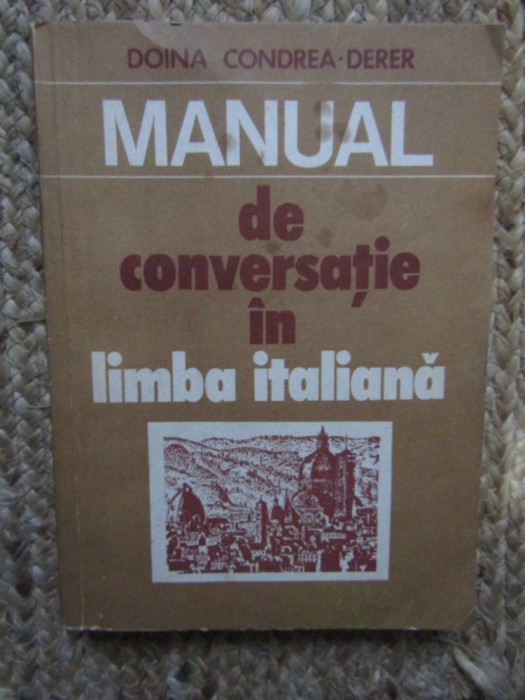 DOINA CONDREA-DERER
MANUAL
de
conversație
în
limba italiană